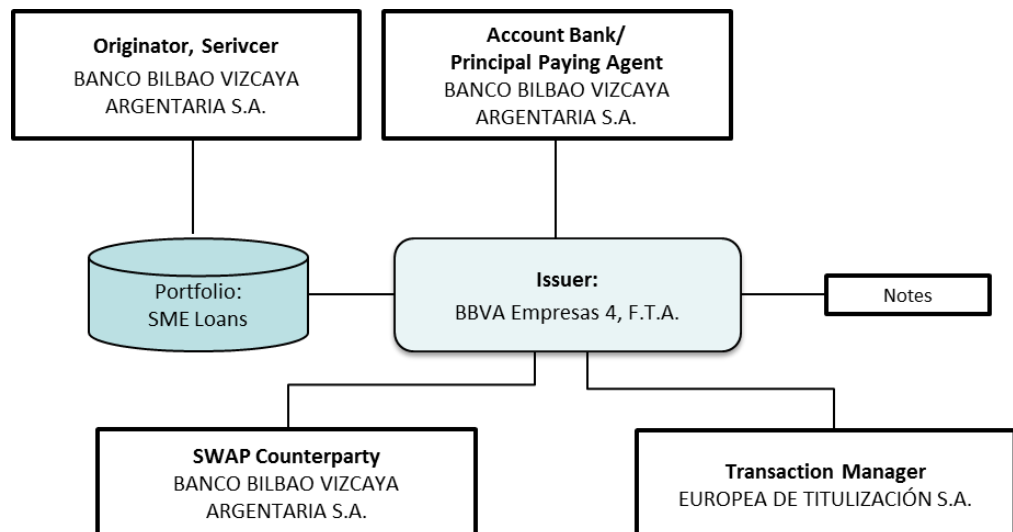 Originator, Serivcer
BANCO BILBAO VIZCAYA
ARGENTARIA S.A.
Account Bank/
Principal Paying Agent
BANCO BILBAO VIZCAYA
ARGENTARIA S.A.
Portfolio:
SME Loans
Issuer:
BBVA Empresas 4, F.T.A.
Notes
SWAP Counterparty
BANCO BILBAO VIZCAYA
ARGENTARIA S.A.
Transaction Manager
EUROPEA DE TITULIZACIÓN S.A.